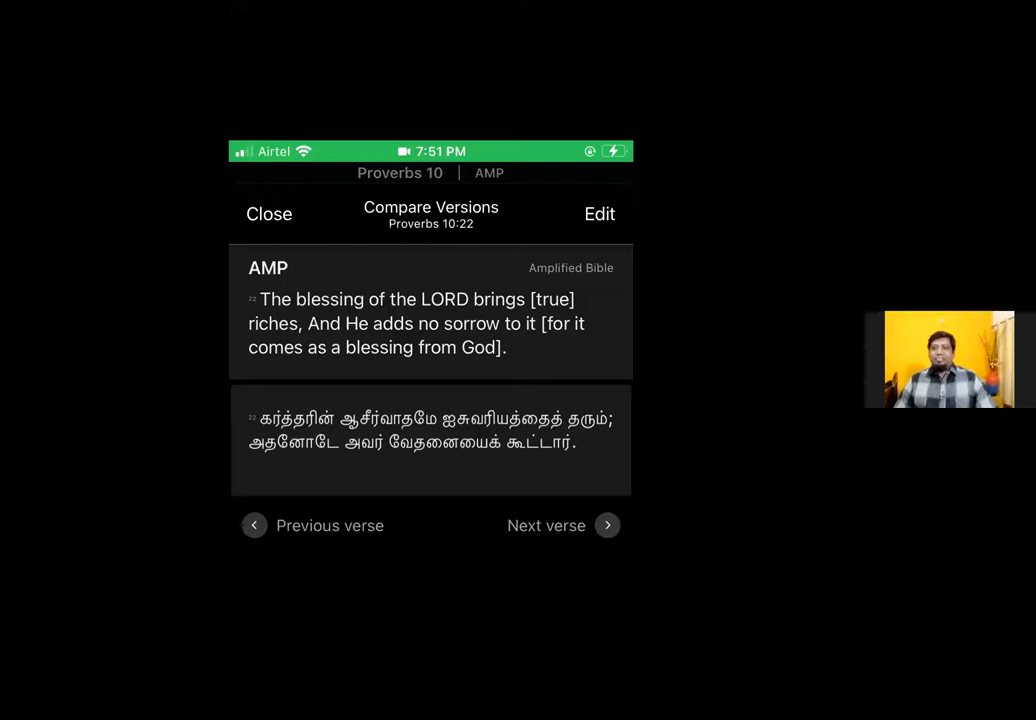 Airtel 7:51 PM
Proverbs 10 | AMP
Close Compare Versions Edit
Proverbs 10:22
AMP Amplified Bible
22 The blessing of the LORD brings [true]
riches, And He adds no sorrow to it [for it
comes as a blessing from God].
22 கர்த்தரின் ஆசீர்வாதமே ஐசுவரியத்தைத் தரும்;
அதனோடே அவர் வேதனையைக் கூட்டார்.
Previous verse Next verse